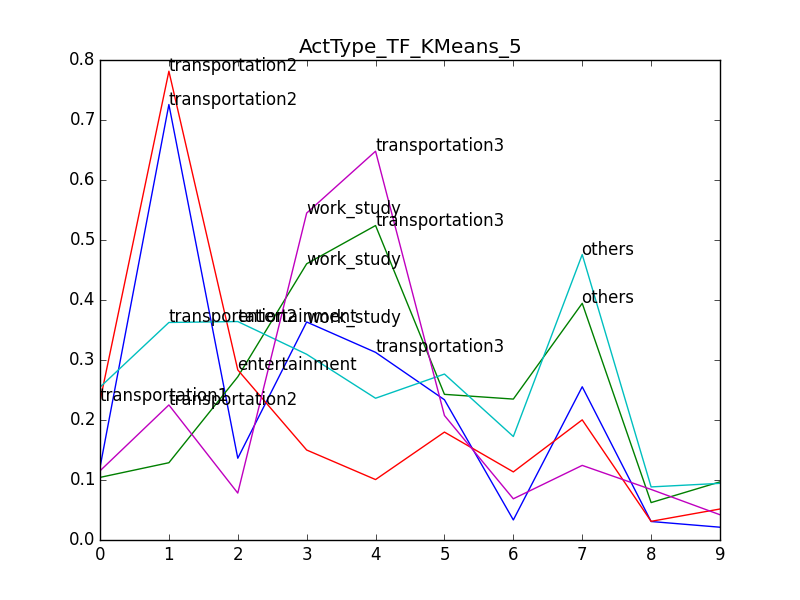 ActType_TF_KMeans_5
0.8
transportation2
transportation2
0.7
transportation3
0.6
work_study
transportation3
0.5
others
work_study
0.4
others
transportation2
entertainment
work_study
transportation3
0.3
entertainment
transportation1
transportation2
0.2
0.1
0.0
0 1 2 3 4 5 6 7 8 9